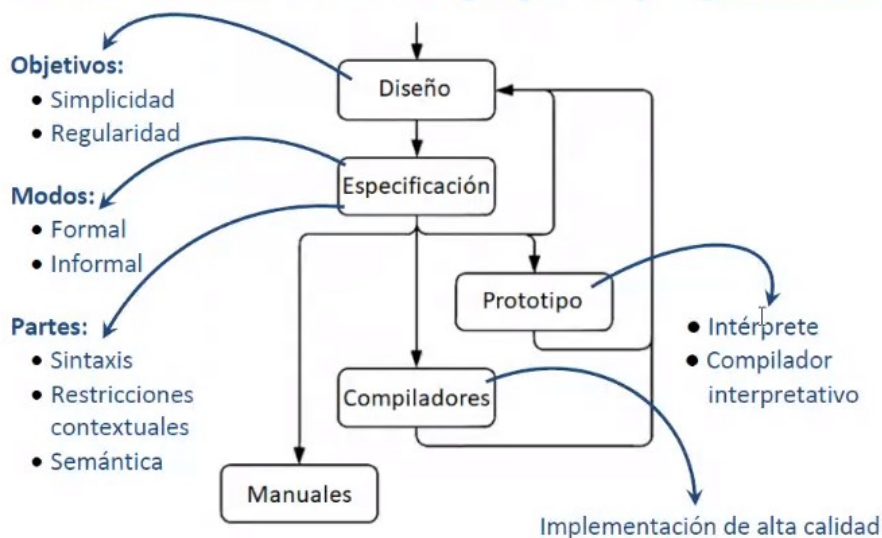 Diseño
Objetivos:
• Simplicidad
• Regularidad
Especificación
Modos:
• Formal
• Informal
Prototipo
Partes:
• Sintaxis
• Restricciones
contextuales
• Semántica
• Intérprete
• Compilador
interpretativo
Compiladores
Manuales
Implementación de alta calidad